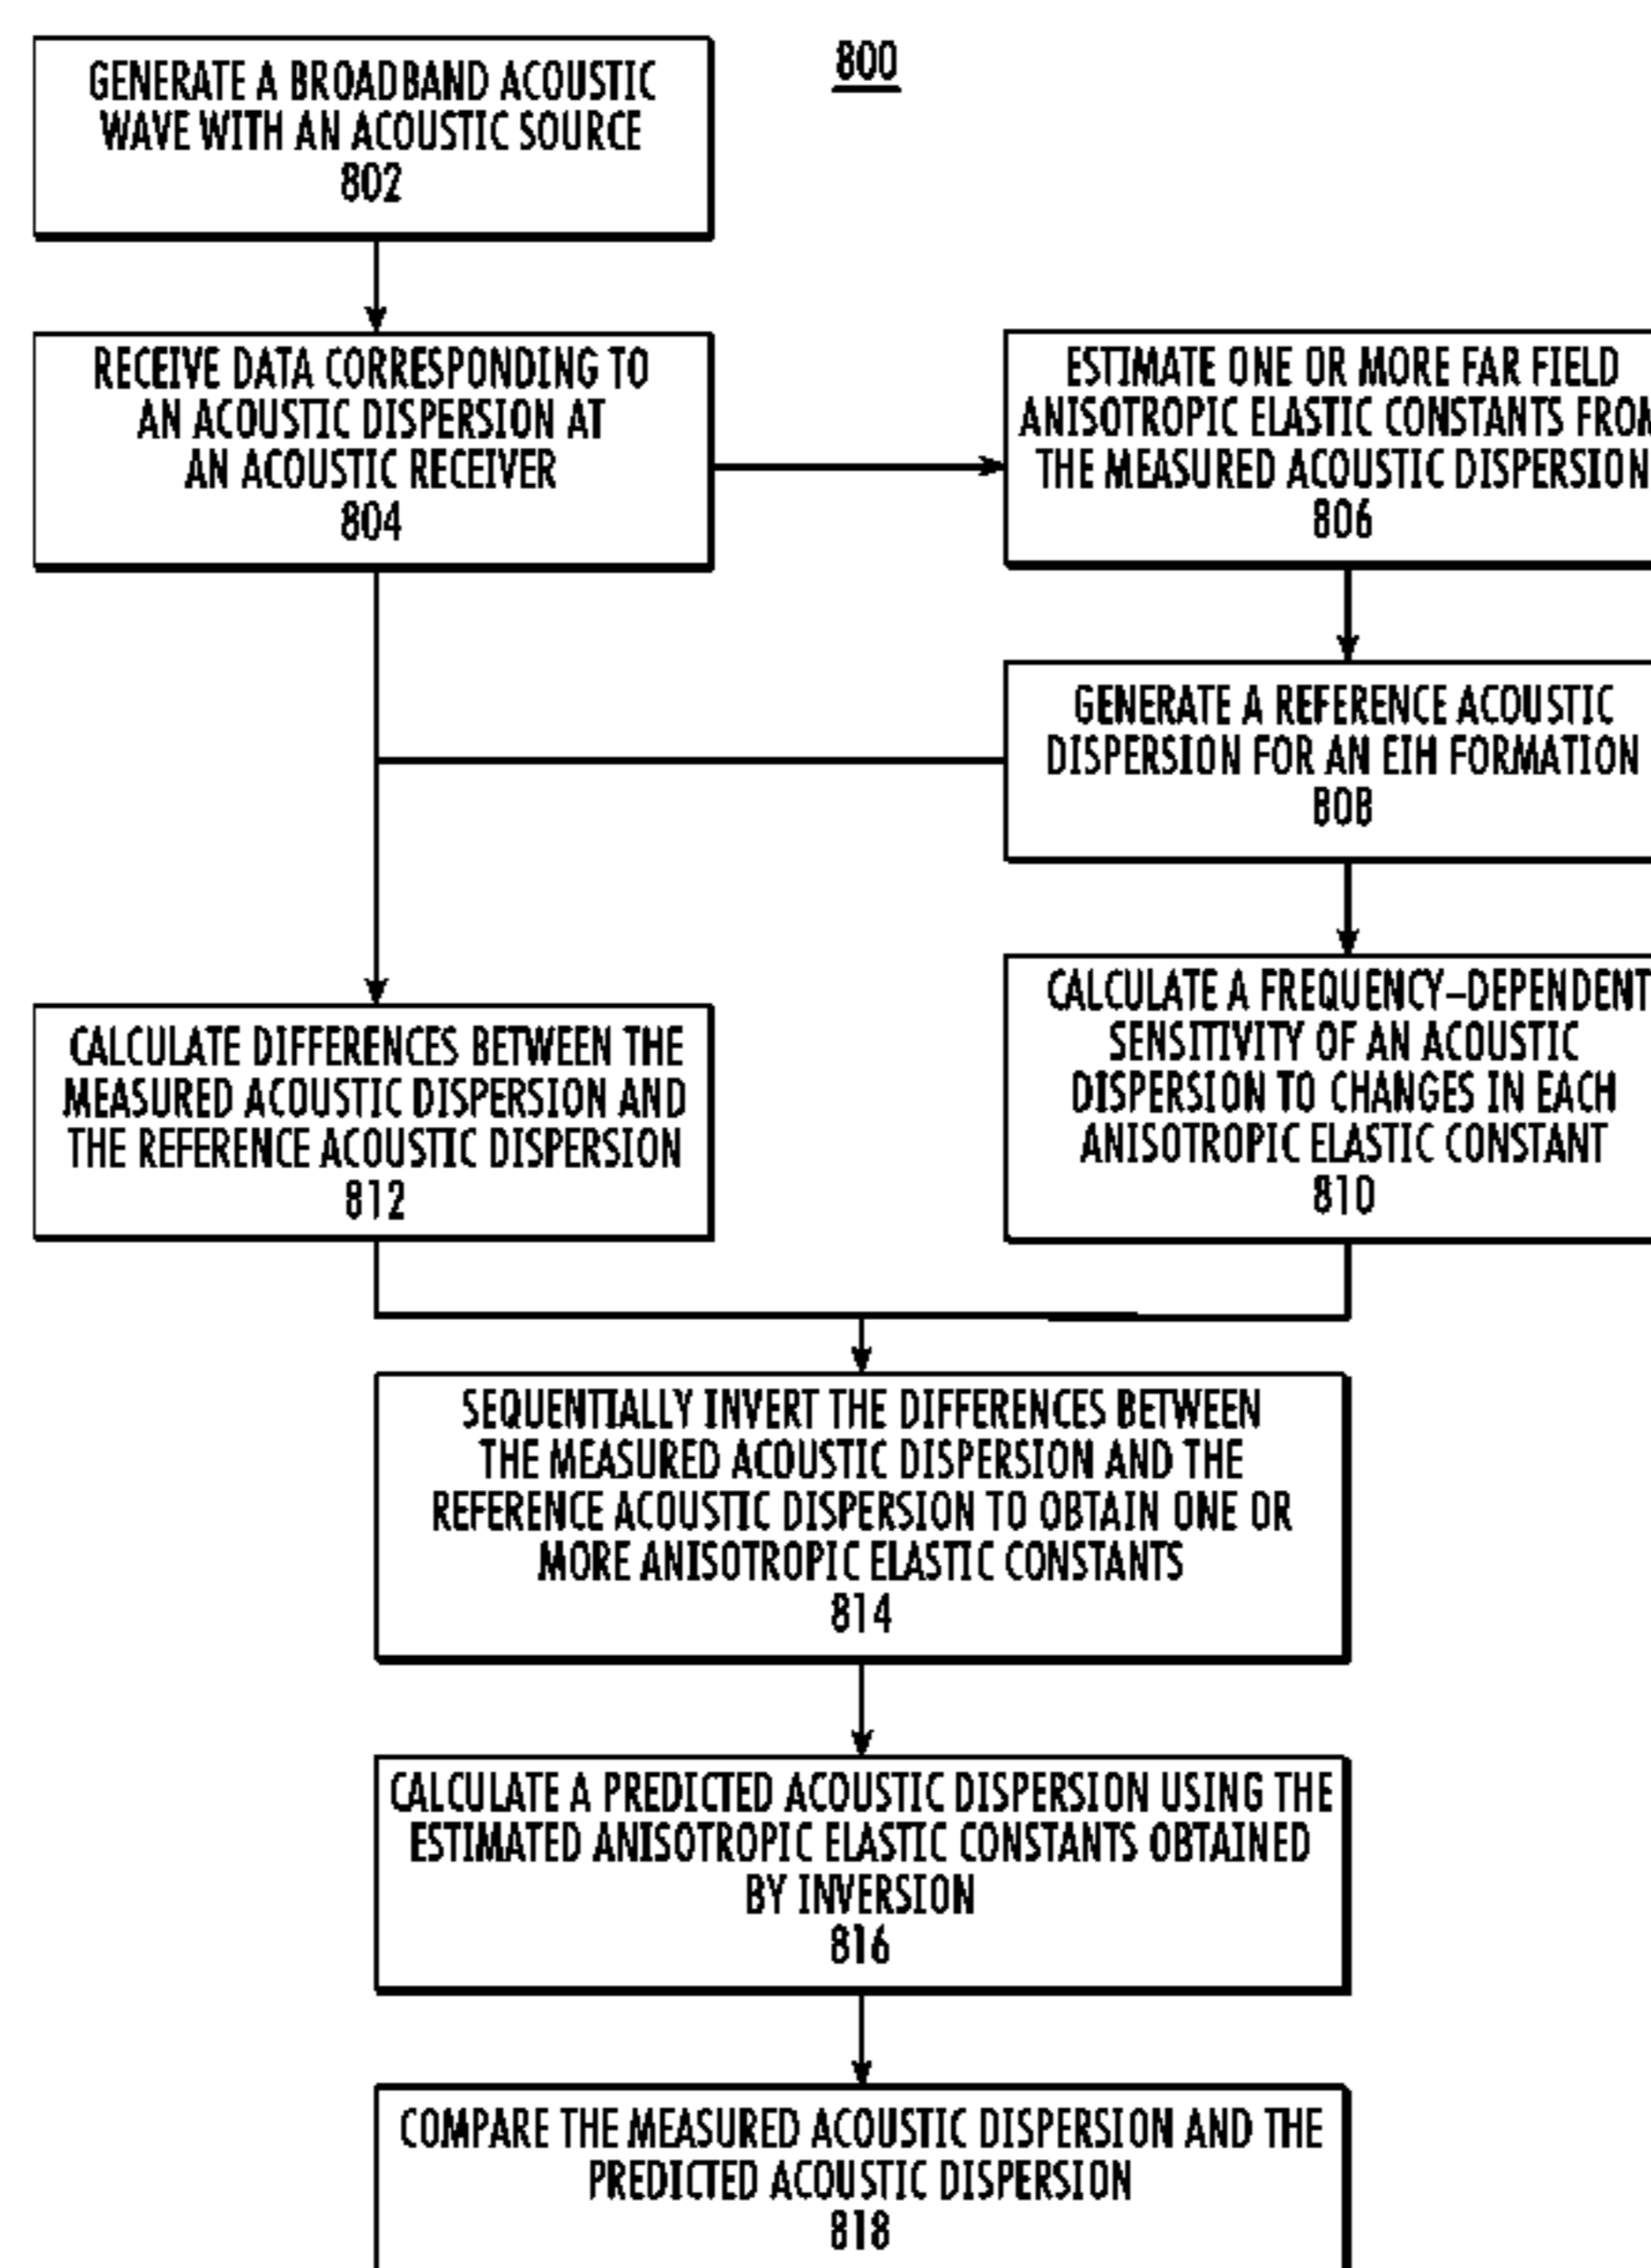 800
GENERATE A BROADBAND ACOUSTIC
WAVE WITH AN ACOUSTIC SOURCE
802
RECEIVE DATA CORRESPONDING TO
AN ACOUSTIC DISPERSION AT
AN ACOUSTIC RECEIVER
804
ESTIMATE ONE OR MORE FAR FIELD
ANISOTROPIC ELASTIC CONSTANTS FROM
THE MEASURED ACOUSTIC DISPERSION
806
GENERATE A REFERENCE ACOUSTIC
DISPERSION FOR AN EIH FORMATION
808
CALCULATE A FREQUENCY-DEPENDENT
SENSITIVITY OF AN ACOUSTIC
DISPERSION TO CHANGES IN EACH
ANISOTROPIC ELASTIC CONSTANT
810
CALCULATE DIFFERENCES BETWEEN THE
MEASURED ACOUSTIC DISPERSION AND
THE REFERENCE ACOUSTIC DISPERSION
812
SEQUENTIALLY INVERT THE DIFFERENCES BETWEEN
THE MEASURED ACOUSTIC DISPERSION AND THE
REFERENCE ACOUSTIC DISPERSION TO OBTAIN ONE OR
MORE ANISOTROPIC ELASTIC CONSTANTS
814
CALCULATE A PREDICTED ACOUSTIC DISPERSION USING THE
ESTIMATED ANISOTROPIC ELASTIC CONSTANTS OBTAINED
BY INVERSION
816
COMPARE THE MEASURED ACOUSTIC DISPERSION AND THE
PREDICTED ACOUSTIC DISPERSION
818